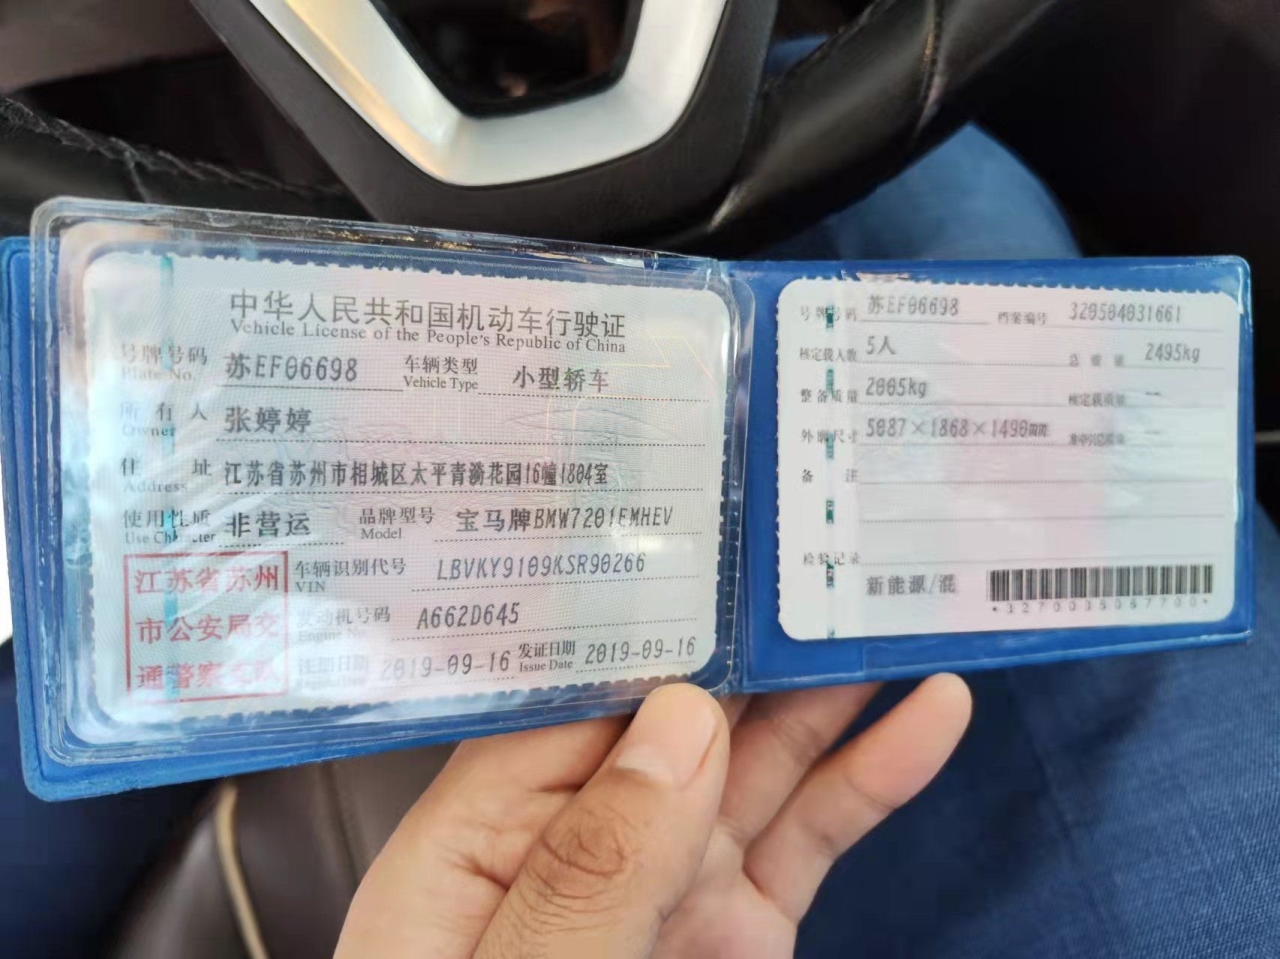 中华人民共和国机动车行驶证
Vehicle License of the People's Republic of China
号牌号码 苏EF06698 车辆类型 小型轿车
Plate No. Vehicle Type
所有人 张婷婷
Owner
住址 江苏省苏州市相城区太平青漪花园16幢1804室
Address
使用性质 非营运 品牌型号 宝马牌BMW7201EMHEV
Use Character Model
江苏省苏州
市公安局交
通警察支队
车辆识别代号 LBVKY9109KSR90266
VIN
发动机号码 A662D645
Engine No.
注册日期 2019-09-16 发证日期 2019-09-16
Issue Date
号牌号码 苏EF06698 档案编号 320504031661
核定载人数 5人 总质量 2495kg
整备质量 2005kg 核定载质量 --
外廓尺寸 5087×1868×1490mm 准牵引总质量 --
备注
检验记录
新能源/混
*3270035067700*